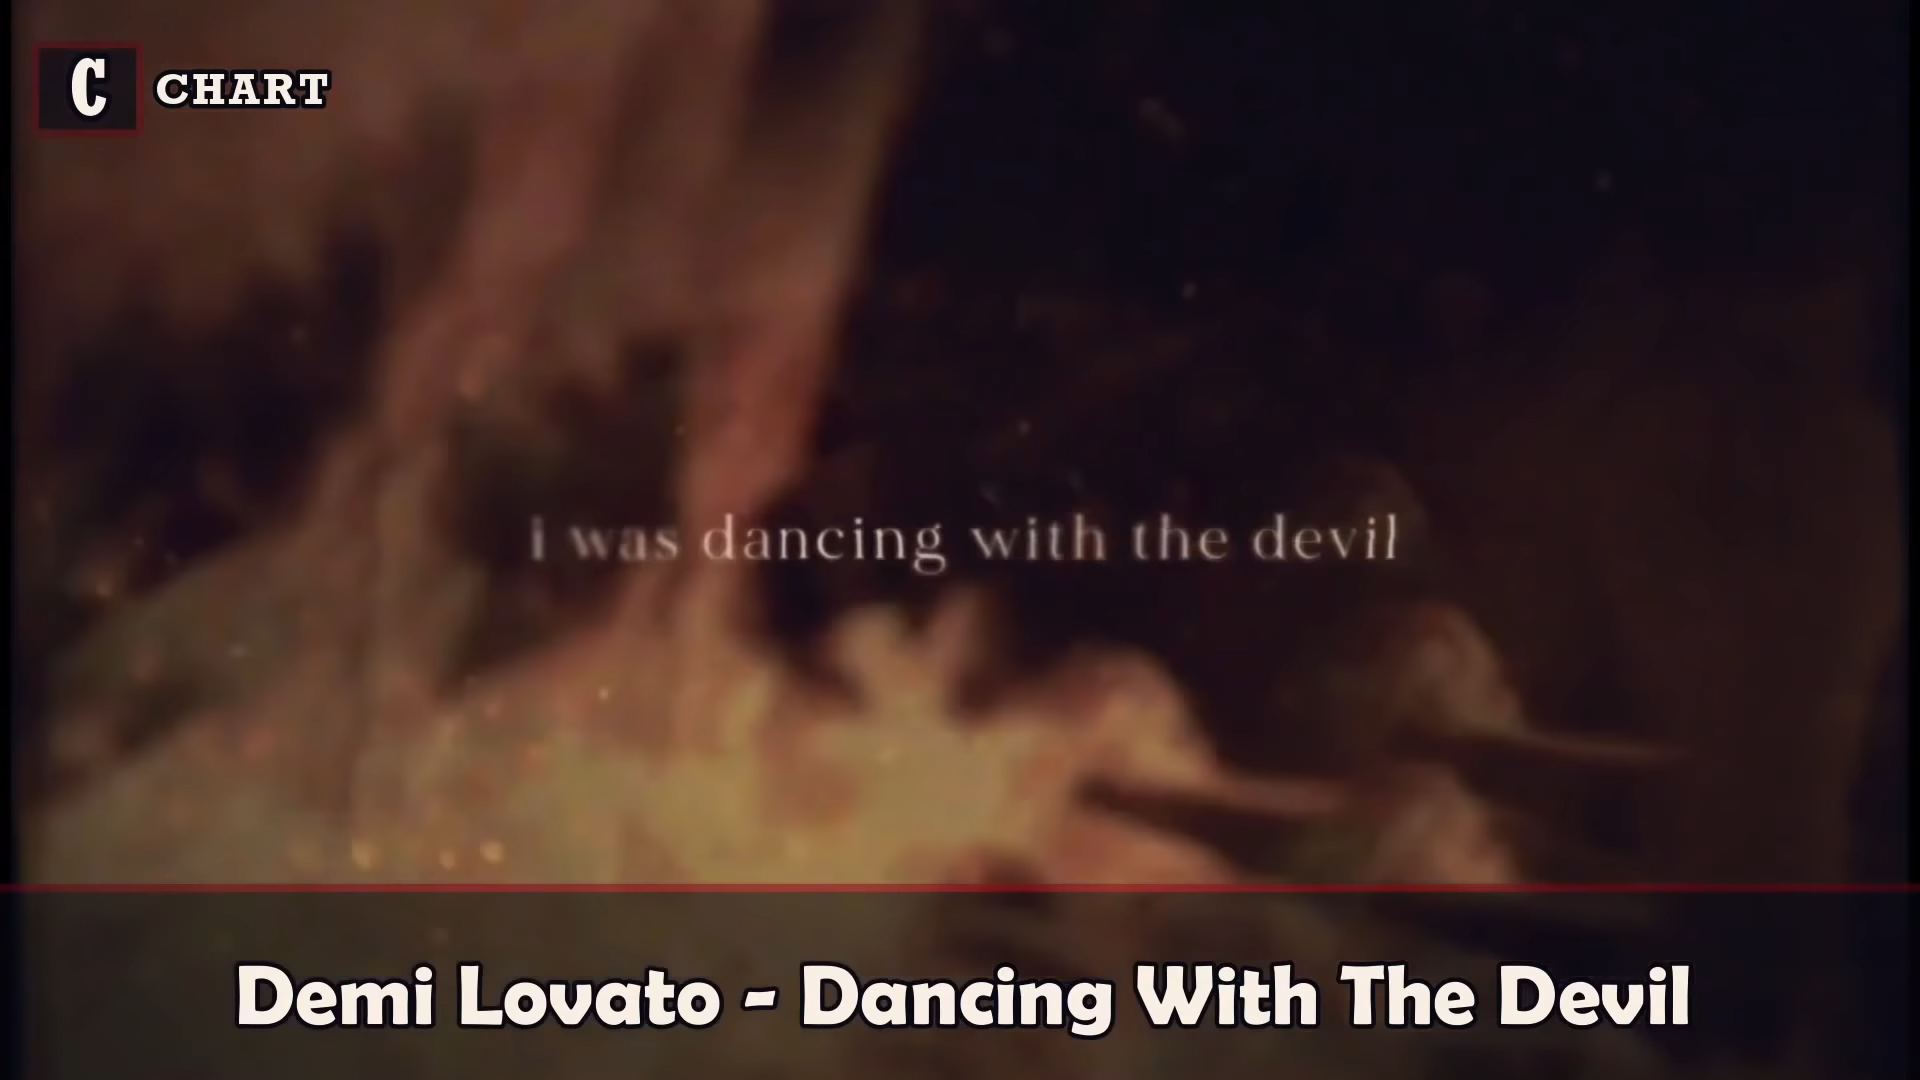 C CHART
i was dancing with the devil
Demi Lovato - Dancing With The Devil